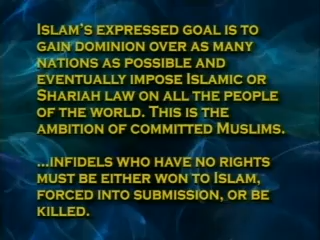 Islam's expressed goal is to
gain dominion over as many
nations as possible and
eventually impose Islamic or
Shariah law on all the people
of the world. This is the
ambition of committed Muslims.
...infidels who have no rights
must be either won to Islam,
forced into submission, or be
killed.